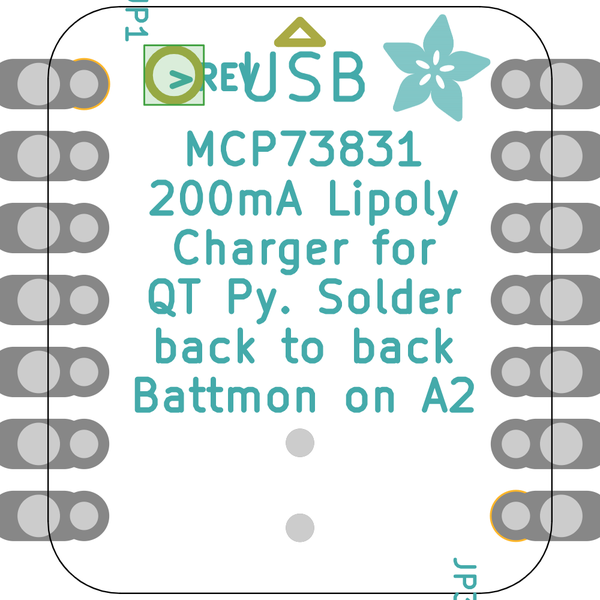 JP1
>REV
USB
MCP73831
200mA Lipoly
Charger for
QT Py. Solder
back to back
Battmon on A2